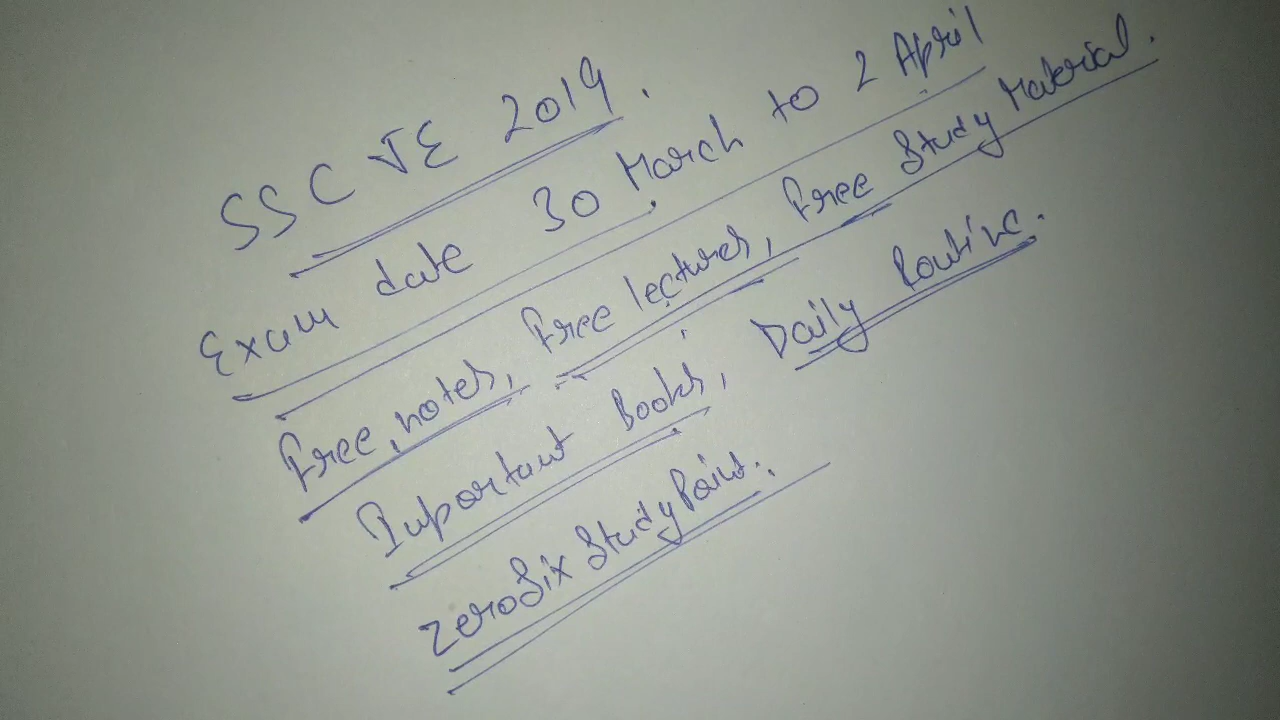 SSC JE 2019.
Exam date 30 March to 2 April
Free notes, Free lectures, Free Study Material.
Important Books, Daily Routine.
ZeroSix Study Point.